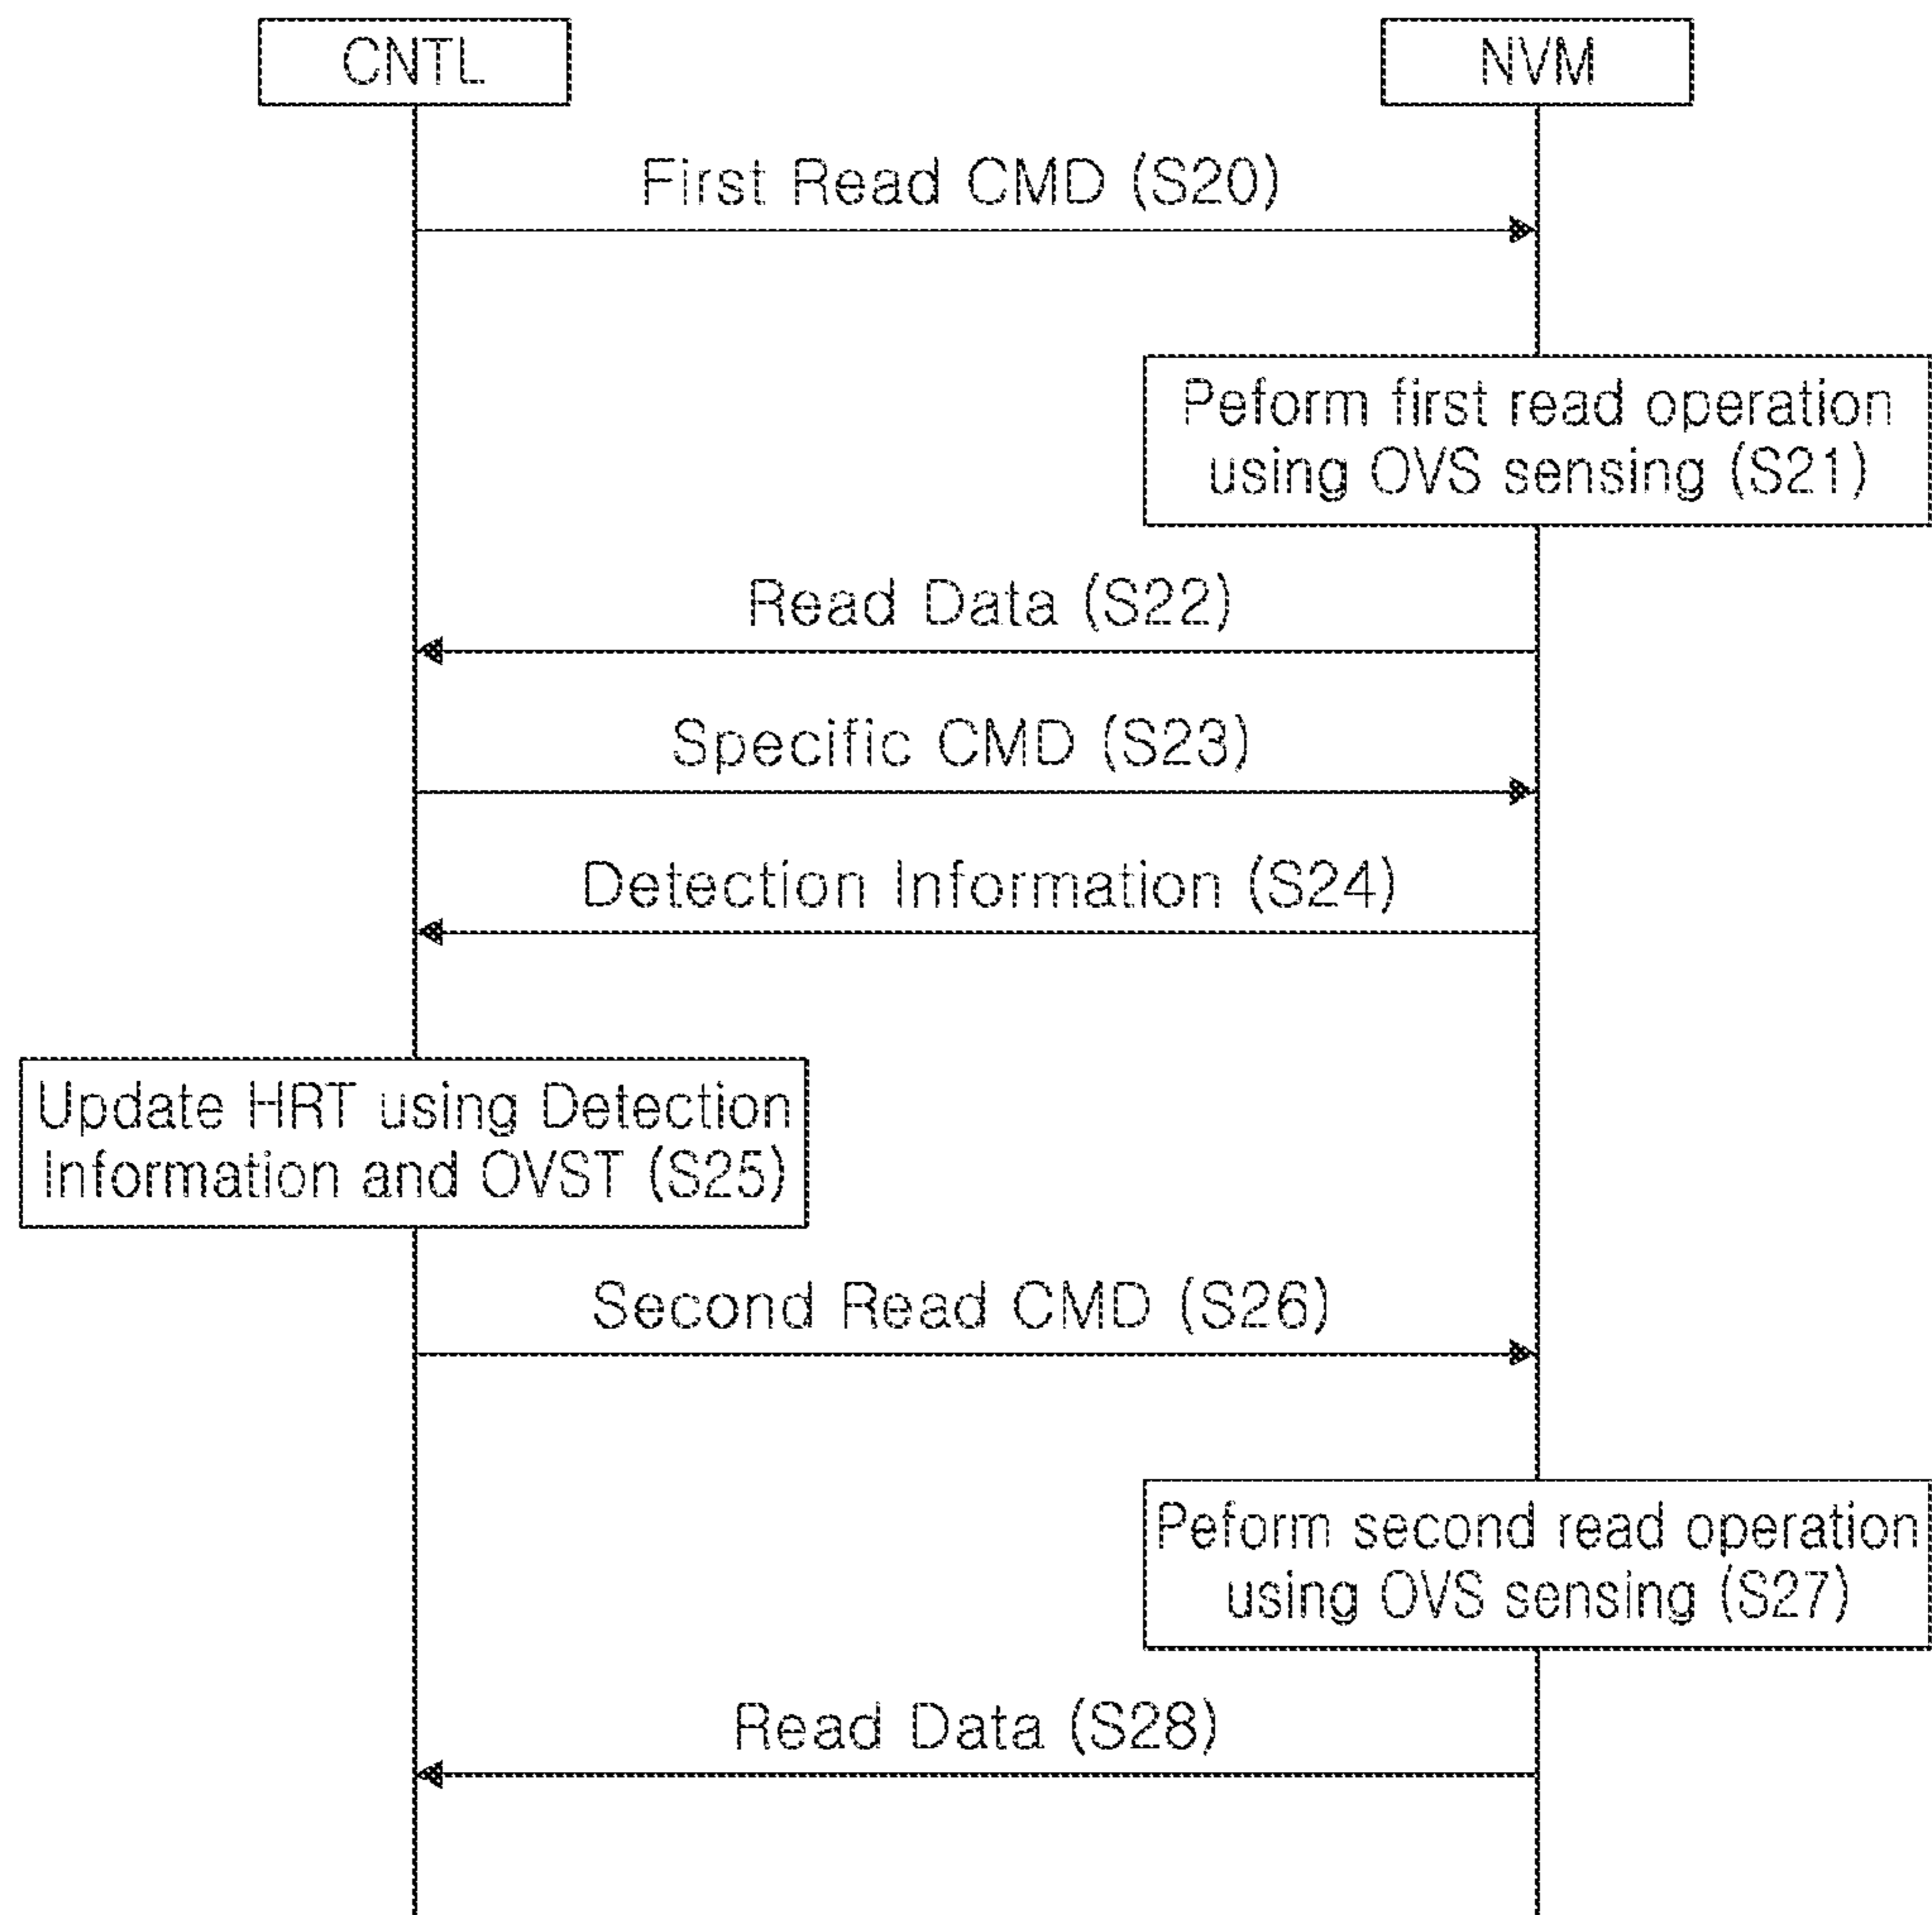 CNTL
NVM
First Read CMD (S20)
Peform first read operation
using OVS sensing (S21)
Read Data (S22)
Specific CMD (S23)
Detection Information (S24)
Update HRT using Detection
Information and OVST (S25)
Second Read CMD (S26)
Peform second read operation
using OVS sensing (S27)
Read Data (S28)